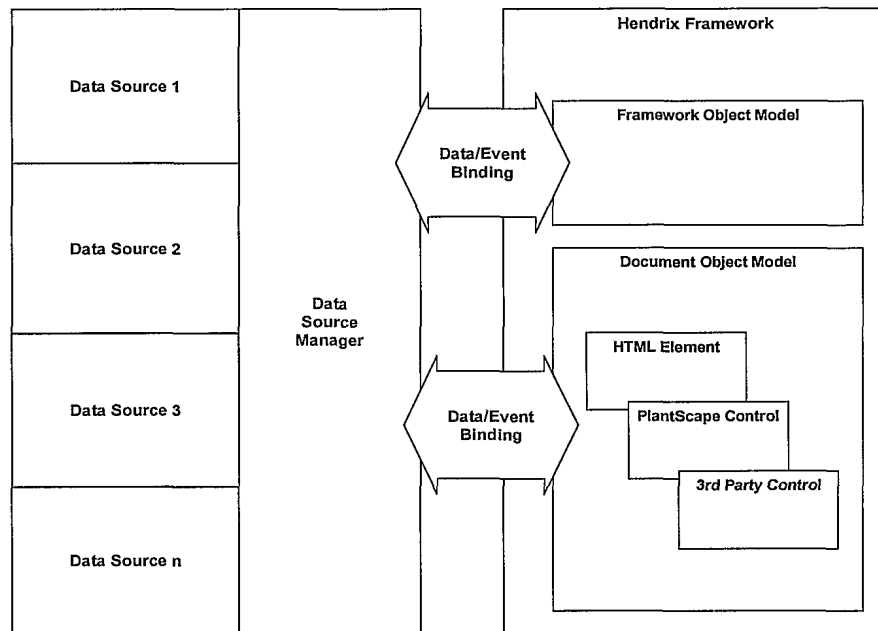 Data Source 1
Data Source 2
Data Source 3
Data Source n
Data
Source
Manager
Data/Event
Binding
Data/Event
Binding
Hendrix Framework
Framework Object Model
Document Object Model
HTML Element
PlantScape Control
3rd Party Control